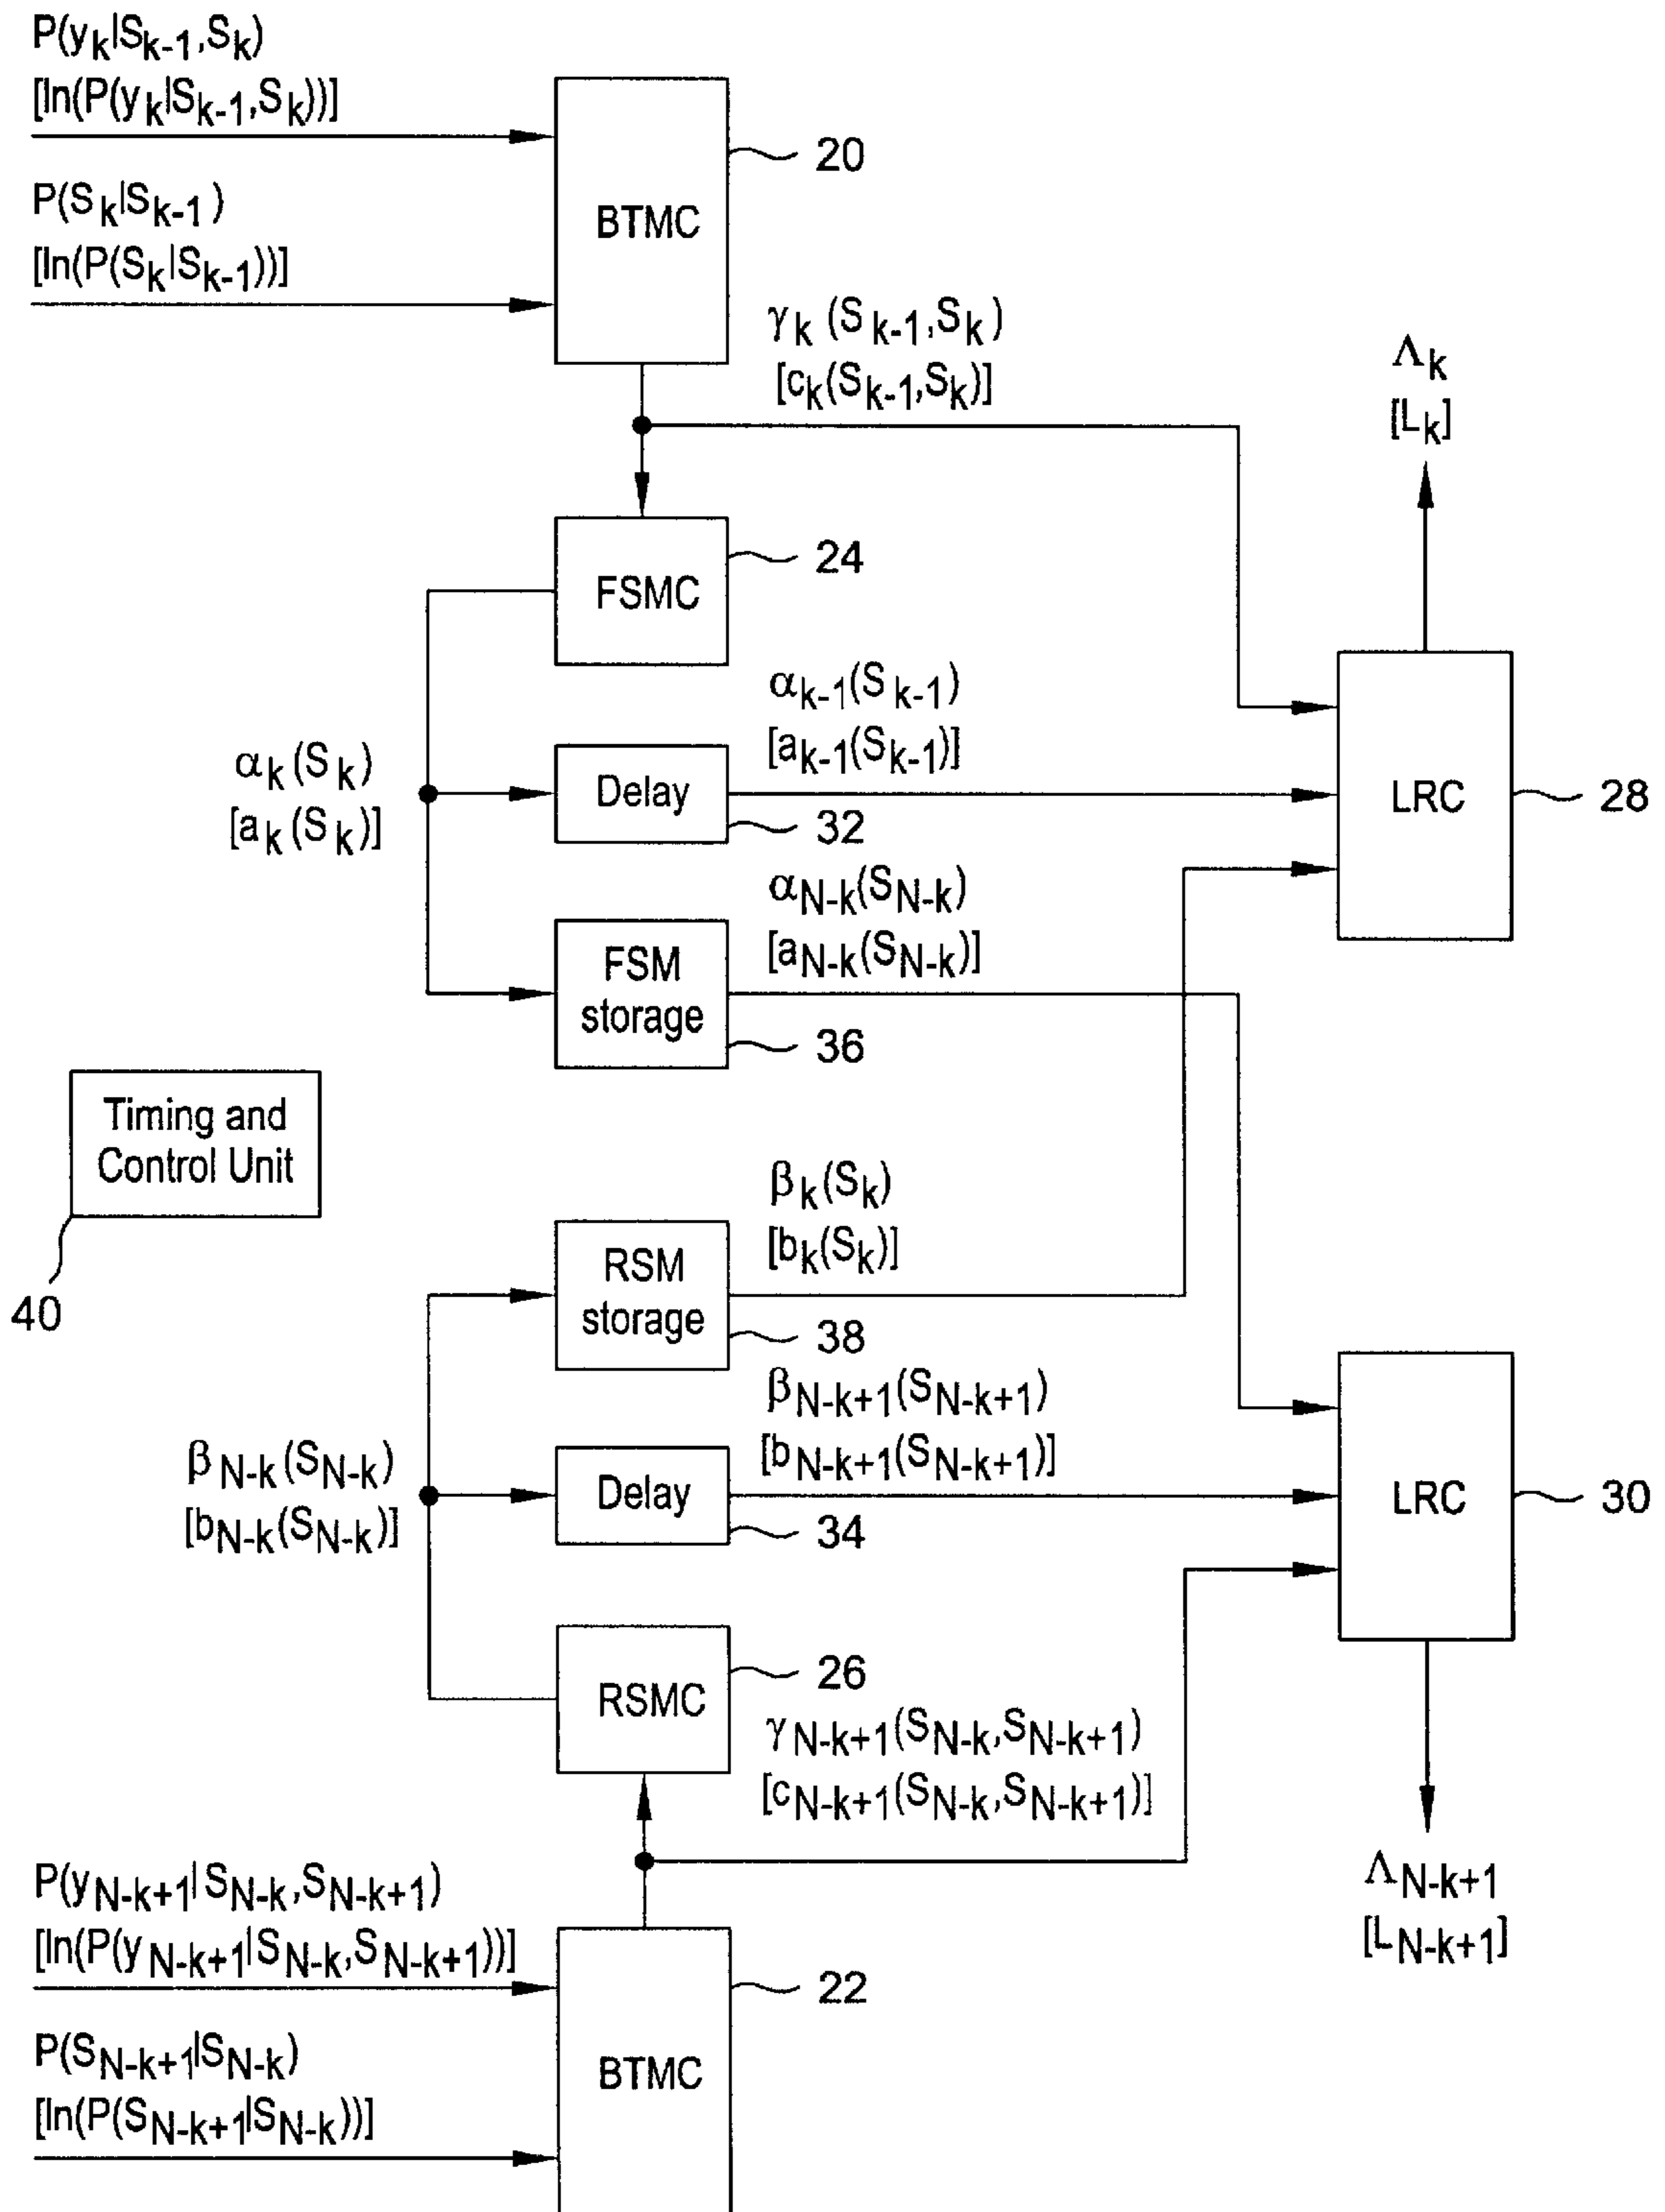 P(yk|Sk-1,Sk)
[ln(P(yk|Sk-1,Sk))]
20
BTMC
P(Sk|Sk-1)
[ln(P(Sk|Sk-1))]
γk (Sk-1,Sk)
[ck(Sk-1,Sk)]
Λk
[Lk]
24
FSMC
αk-1(Sk-1)
[ak-1(Sk-1)]
αk(Sk)
[ak(Sk)]
Delay
32
LRC
28
αN-k(SN-k)
[aN-k(SN-k)]
FSM
storage
36
Timing and
Control Unit
40
βk(Sk)
[bk(Sk)]
RSM
storage
38
βN-k+1(SN-k+1)
[bN-k+1(SN-k+1)]
βN-k(SN-k)
[bN-k(SN-k)]
Delay
34
LRC
30
26
RSMC
γN-k+1(SN-k,SN-k+1)
[cN-k+1(SN-k,SN-k+1)]
P(yN-k+1|SN-k,SN-k+1)
[ln(P(yN-k+1|SN-k,SN-k+1))]
ΛN-k+1
[LN-k+1]
22
P(SN-k+1|SN-k)
[ln(P(SN-k+1|SN-k))]
BTMC